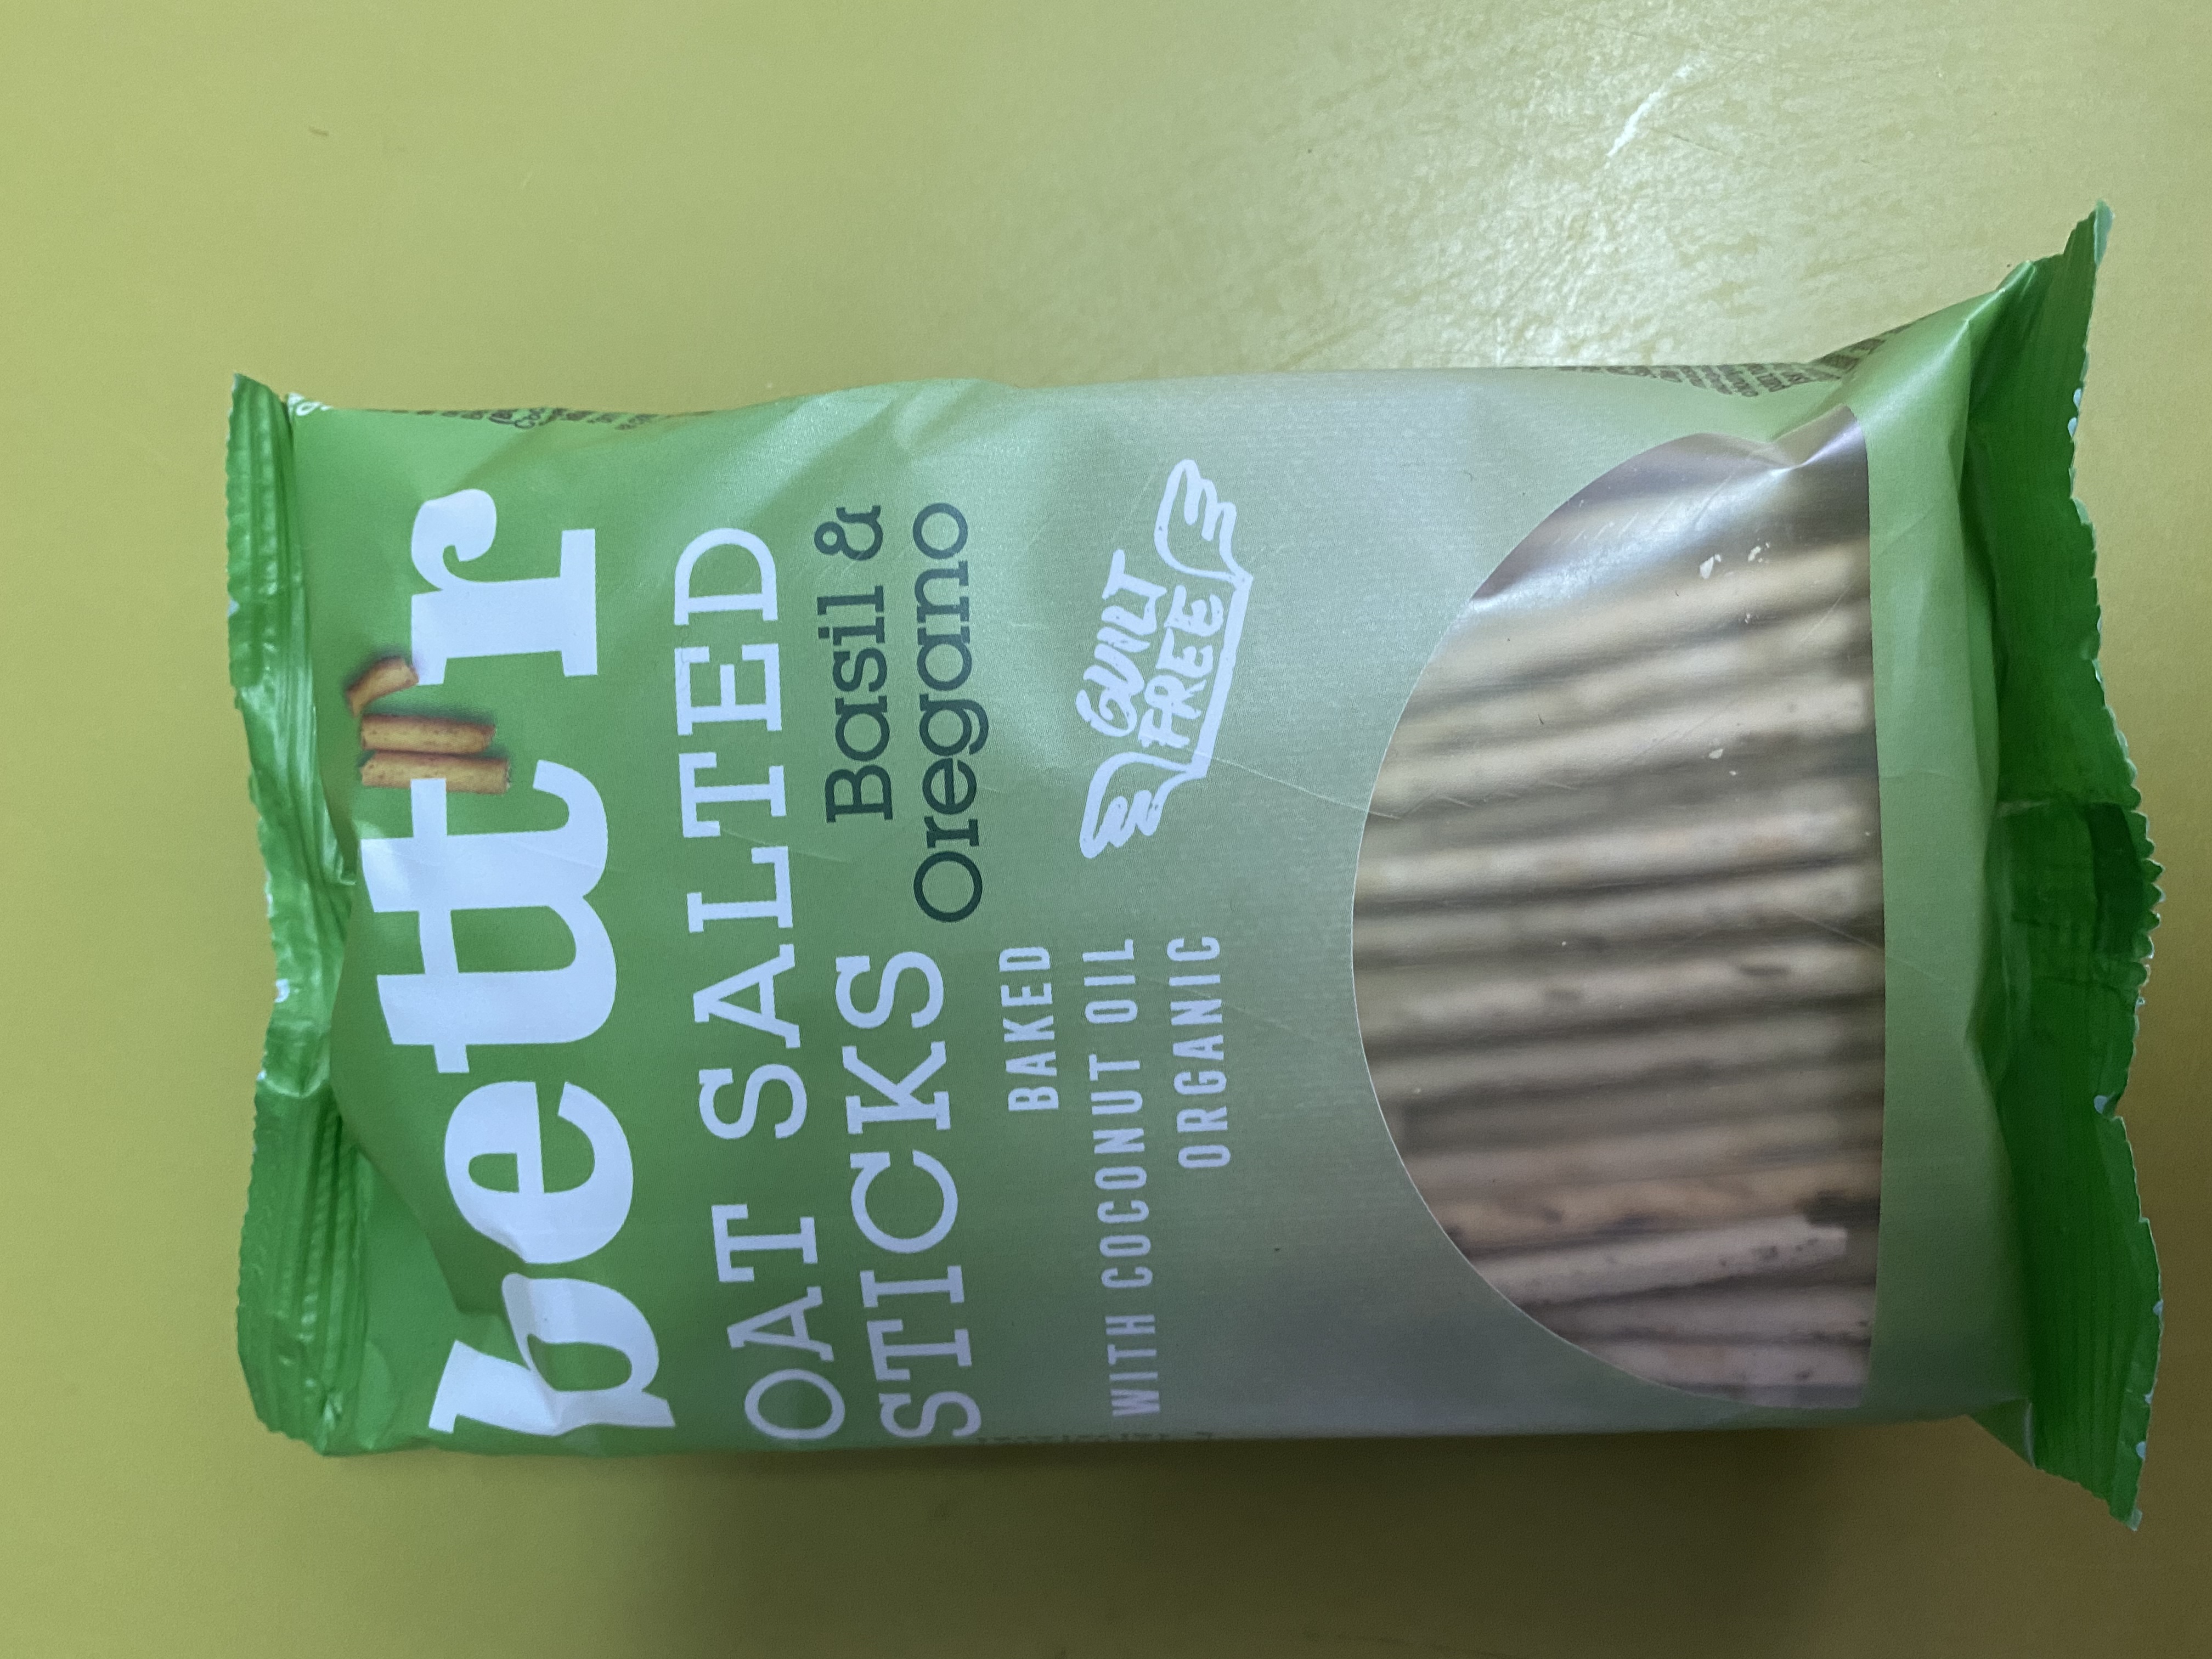 bettr
OAT SALTED
STICKS Basil &
Oregano
BAKED
WITH COCONUT OIL
ORGANIC
GUILT
FREE